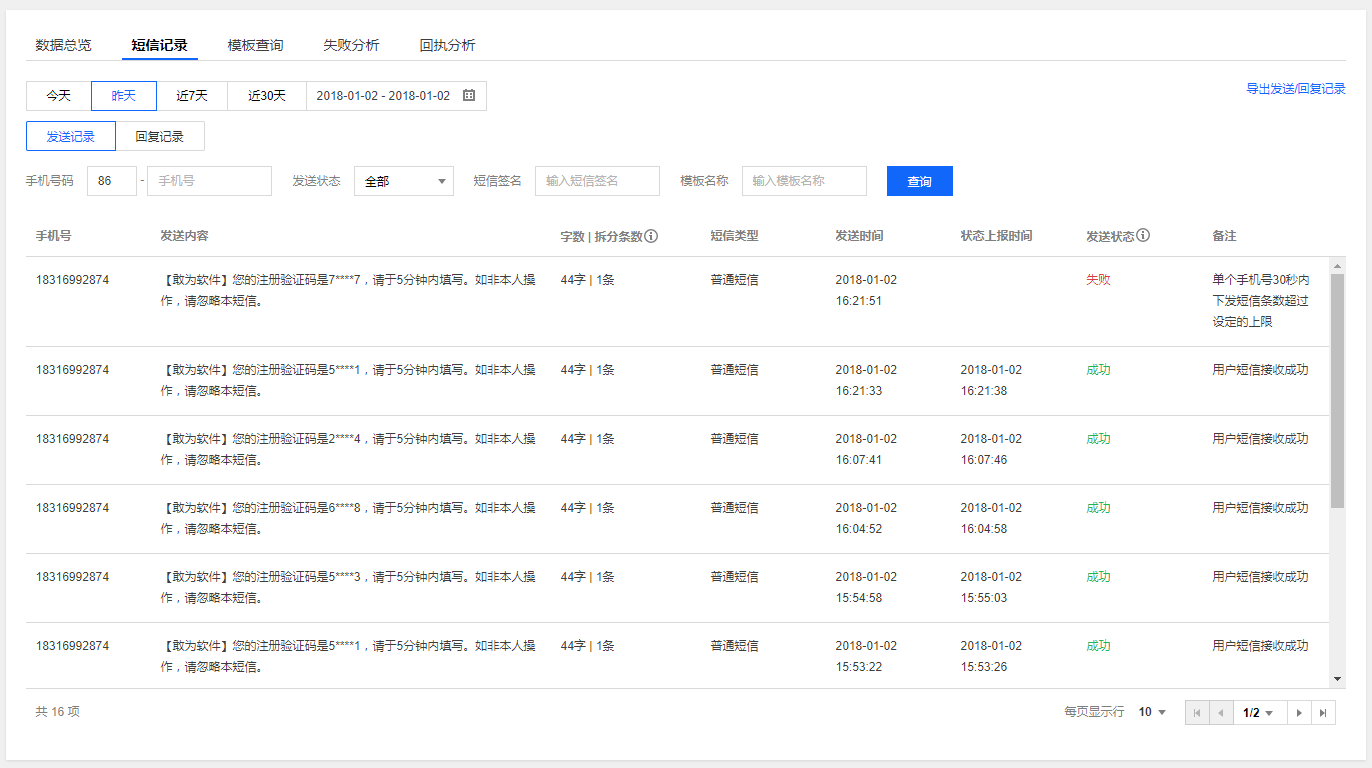 数据总览 短信记录 模板查询 失败分析 回执分析
今天 昨天 近7天 近30天 2018-01-02 - 2018-01-02 导出发送/回复记录
发送记录 回复记录
手机号码 86 - 手机号 发送状态 全部 短信签名 输入短信签名 模板名称 输入模板名称 查询
手机号 发送内容 字数 | 拆分条数 短信类型 发送时间 状态上报时间 发送状态 备注
18316992874 【敢为软件】您的注册验证码是7****7，请于5分钟内填写。如非本人操 44字 | 1条 普通短信 2018-01-02 失败 单个手机号30秒内
作，请忽略本短信。 16:21:51 下发短信条数超过
设定的上限
18316992874 【敢为软件】您的注册验证码是5****1，请于5分钟内填写。如非本人操 44字 | 1条 普通短信 2018-01-02 2018-01-02 成功 用户短信接收成功
作，请忽略本短信。 16:21:33 16:21:38
18316992874 【敢为软件】您的注册验证码是2****4，请于5分钟内填写。如非本人操 44字 | 1条 普通短信 2018-01-02 2018-01-02 成功 用户短信接收成功
作，请忽略本短信。 16:07:41 16:07:46
18316992874 【敢为软件】您的注册验证码是6****8，请于5分钟内填写。如非本人操 44字 | 1条 普通短信 2018-01-02 2018-01-02 成功 用户短信接收成功
作，请忽略本短信。 16:04:52 16:04:58
18316992874 【敢为软件】您的注册验证码是5****3，请于5分钟内填写。如非本人操 44字 | 1条 普通短信 2018-01-02 2018-01-02 成功 用户短信接收成功
作，请忽略本短信。 15:54:58 15:55:03
18316992874 【敢为软件】您的注册验证码是5****1，请于5分钟内填写。如非本人操 44字 | 1条 普通短信 2018-01-02 2018-01-02 成功 用户短信接收成功
作，请忽略本短信。 15:53:22 15:53:26
共 16 项 每页显示行 10 1/2